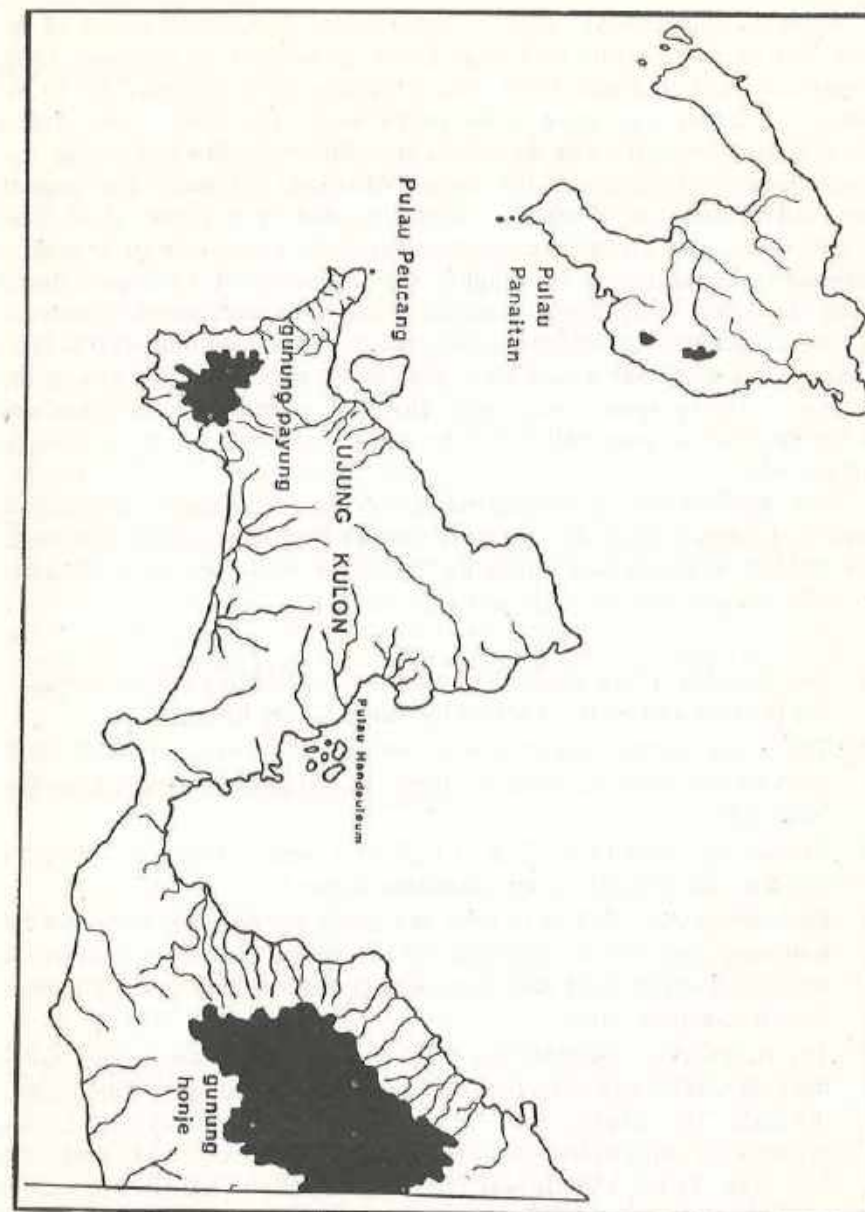 Pulau
Panaitan
Pulau Peucang
gunung payung
UJUNG KULON
Pulau Handeuleum
gunung
honje